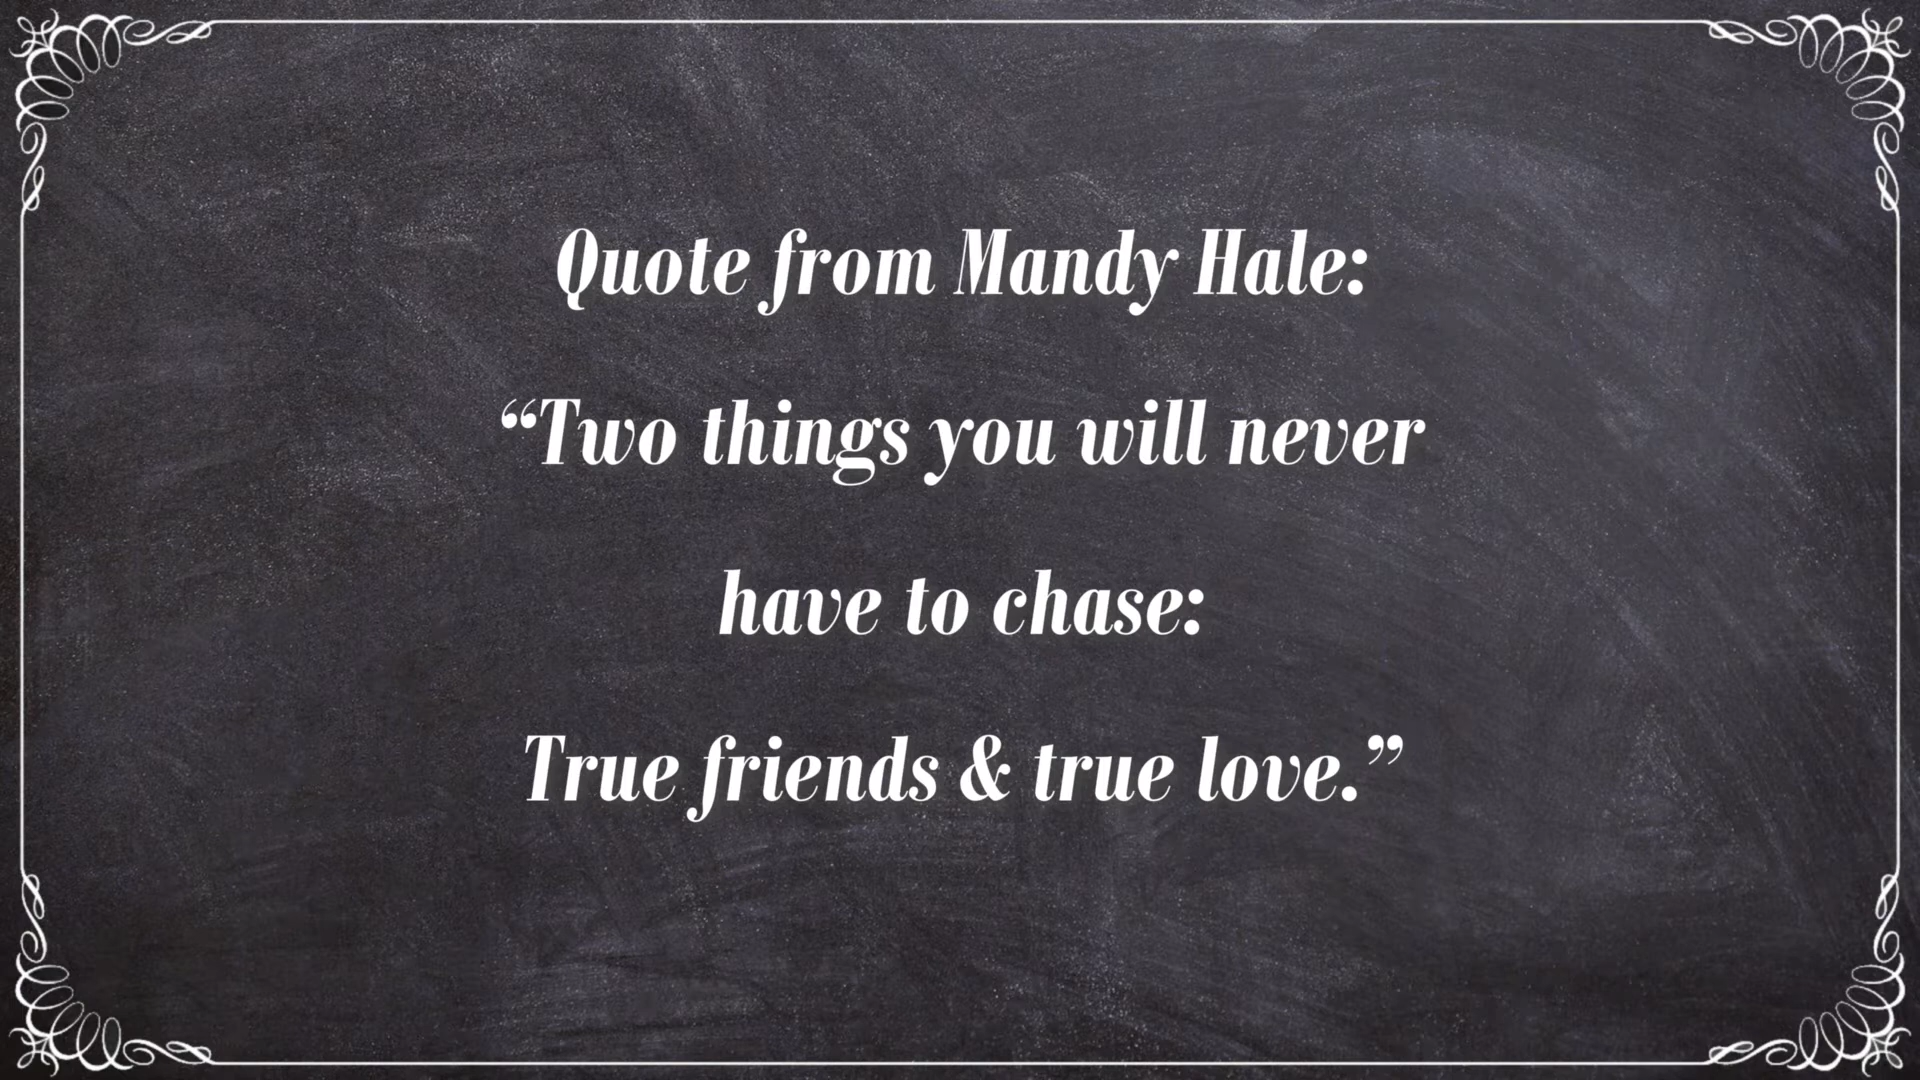 Quote from Mandy Hale:
“Two things you will never
have to chase:
True friends & true love.”